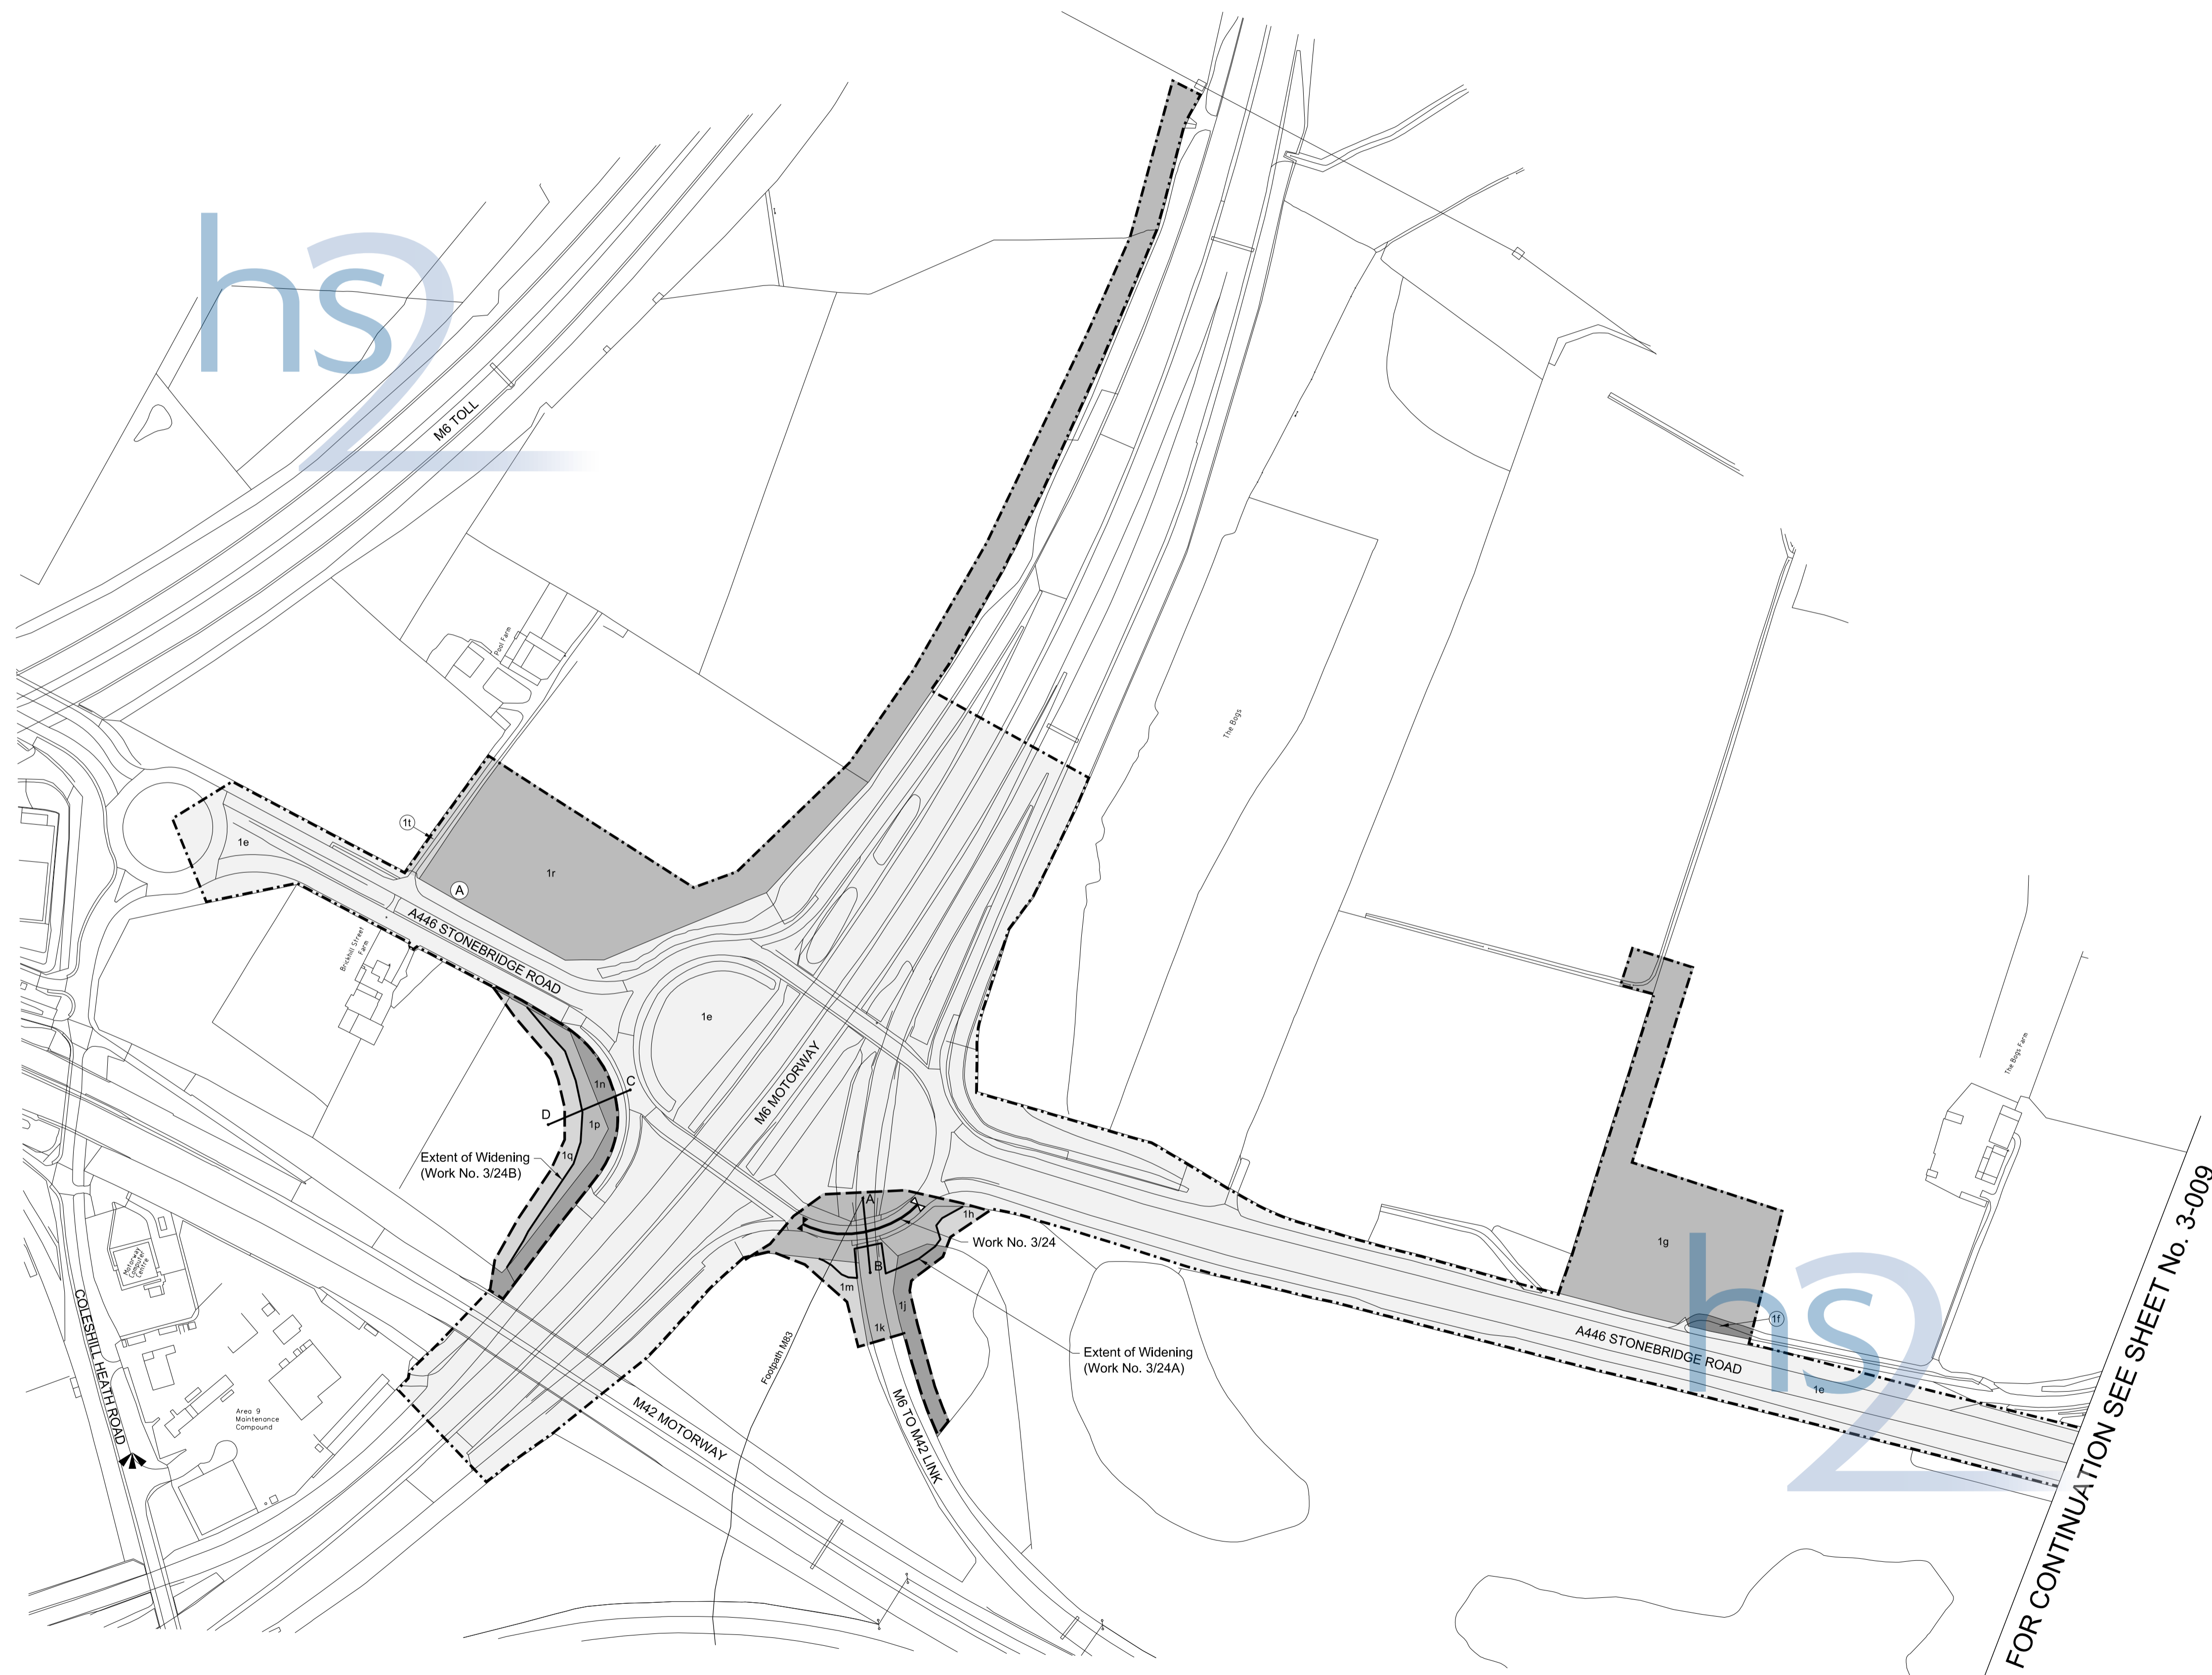 hs2
M6 TOLL
Pool Farm
The Bogs
1t
1e
1r
A
A446 STONEBRIDGE ROAD
Brickhill Street
Farm
1e
M6 MOTORWAY
1n
C
D
1p
1q
Extent of Widening
(Work No. 3/24B)
A
1h
Work No. 3/24
B
1m
1j
1k
Extent of Widening
(Work No. 3/24A)
Footpath M83
M6 TO M42 LINK
M42 MOTORWAY
Motorway
Computer
Centre
COLESHILL HEATH ROAD
Area 9
Maintenance
Compound
The Bogs Farm
1g
1f
A446 STONEBRIDGE ROAD
1e
hs2
FOR CONTINUATION SEE SHEET No. 3-009